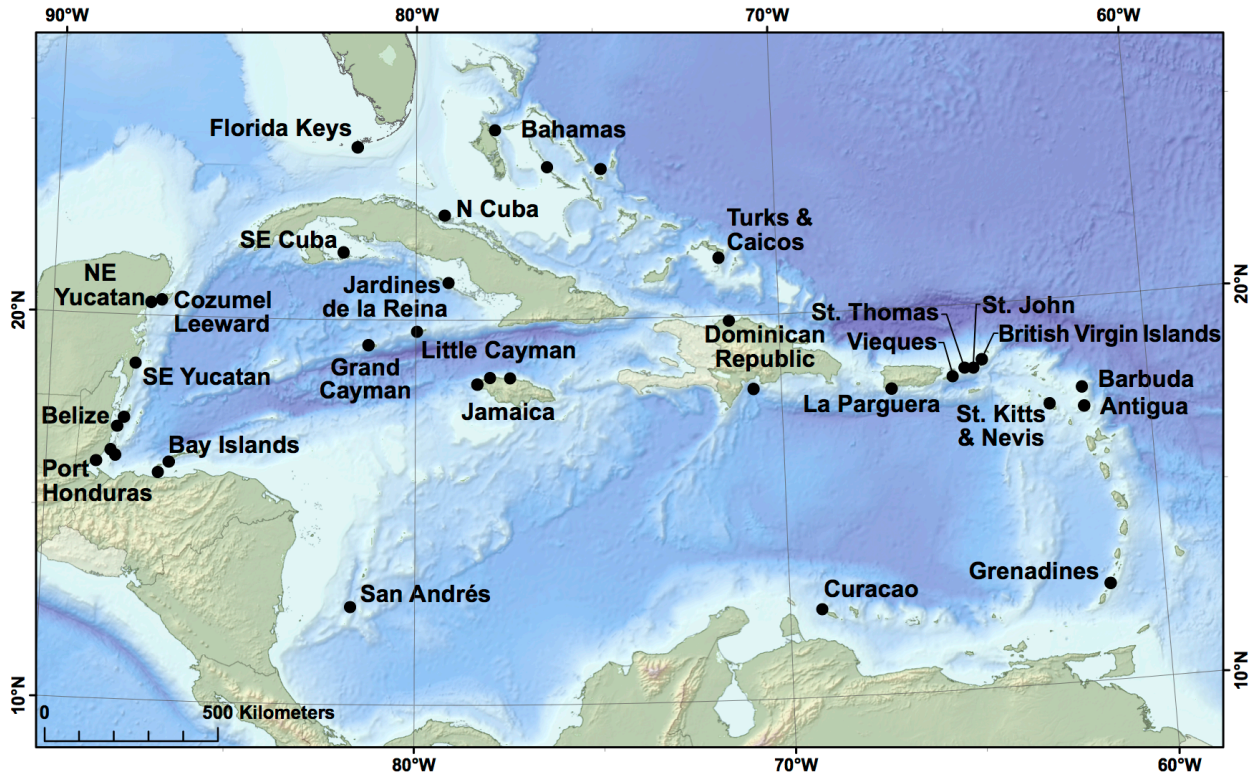 90°W
80°W
70°W
60°W
Florida Keys
Bahamas
N Cuba
SE Cuba
Turks &
Caicos
NE
Yucatan
Cozumel
Leeward
Jardines
de la Reina
20°N
20°N
St. Thomas
St. John
Vieques
British Virgin Islands
Dominican
Republic
Little Cayman
Grand
Cayman
SE Yucatan
Jamaica
La Parguera
Barbuda
Antigua
St. Kitts
& Nevis
Belize
Bay Islands
Port
Honduras
San Andrés
Curacao
Grenadines
10°N
10°N
0
500 Kilometers
80°W
70°W
60°W